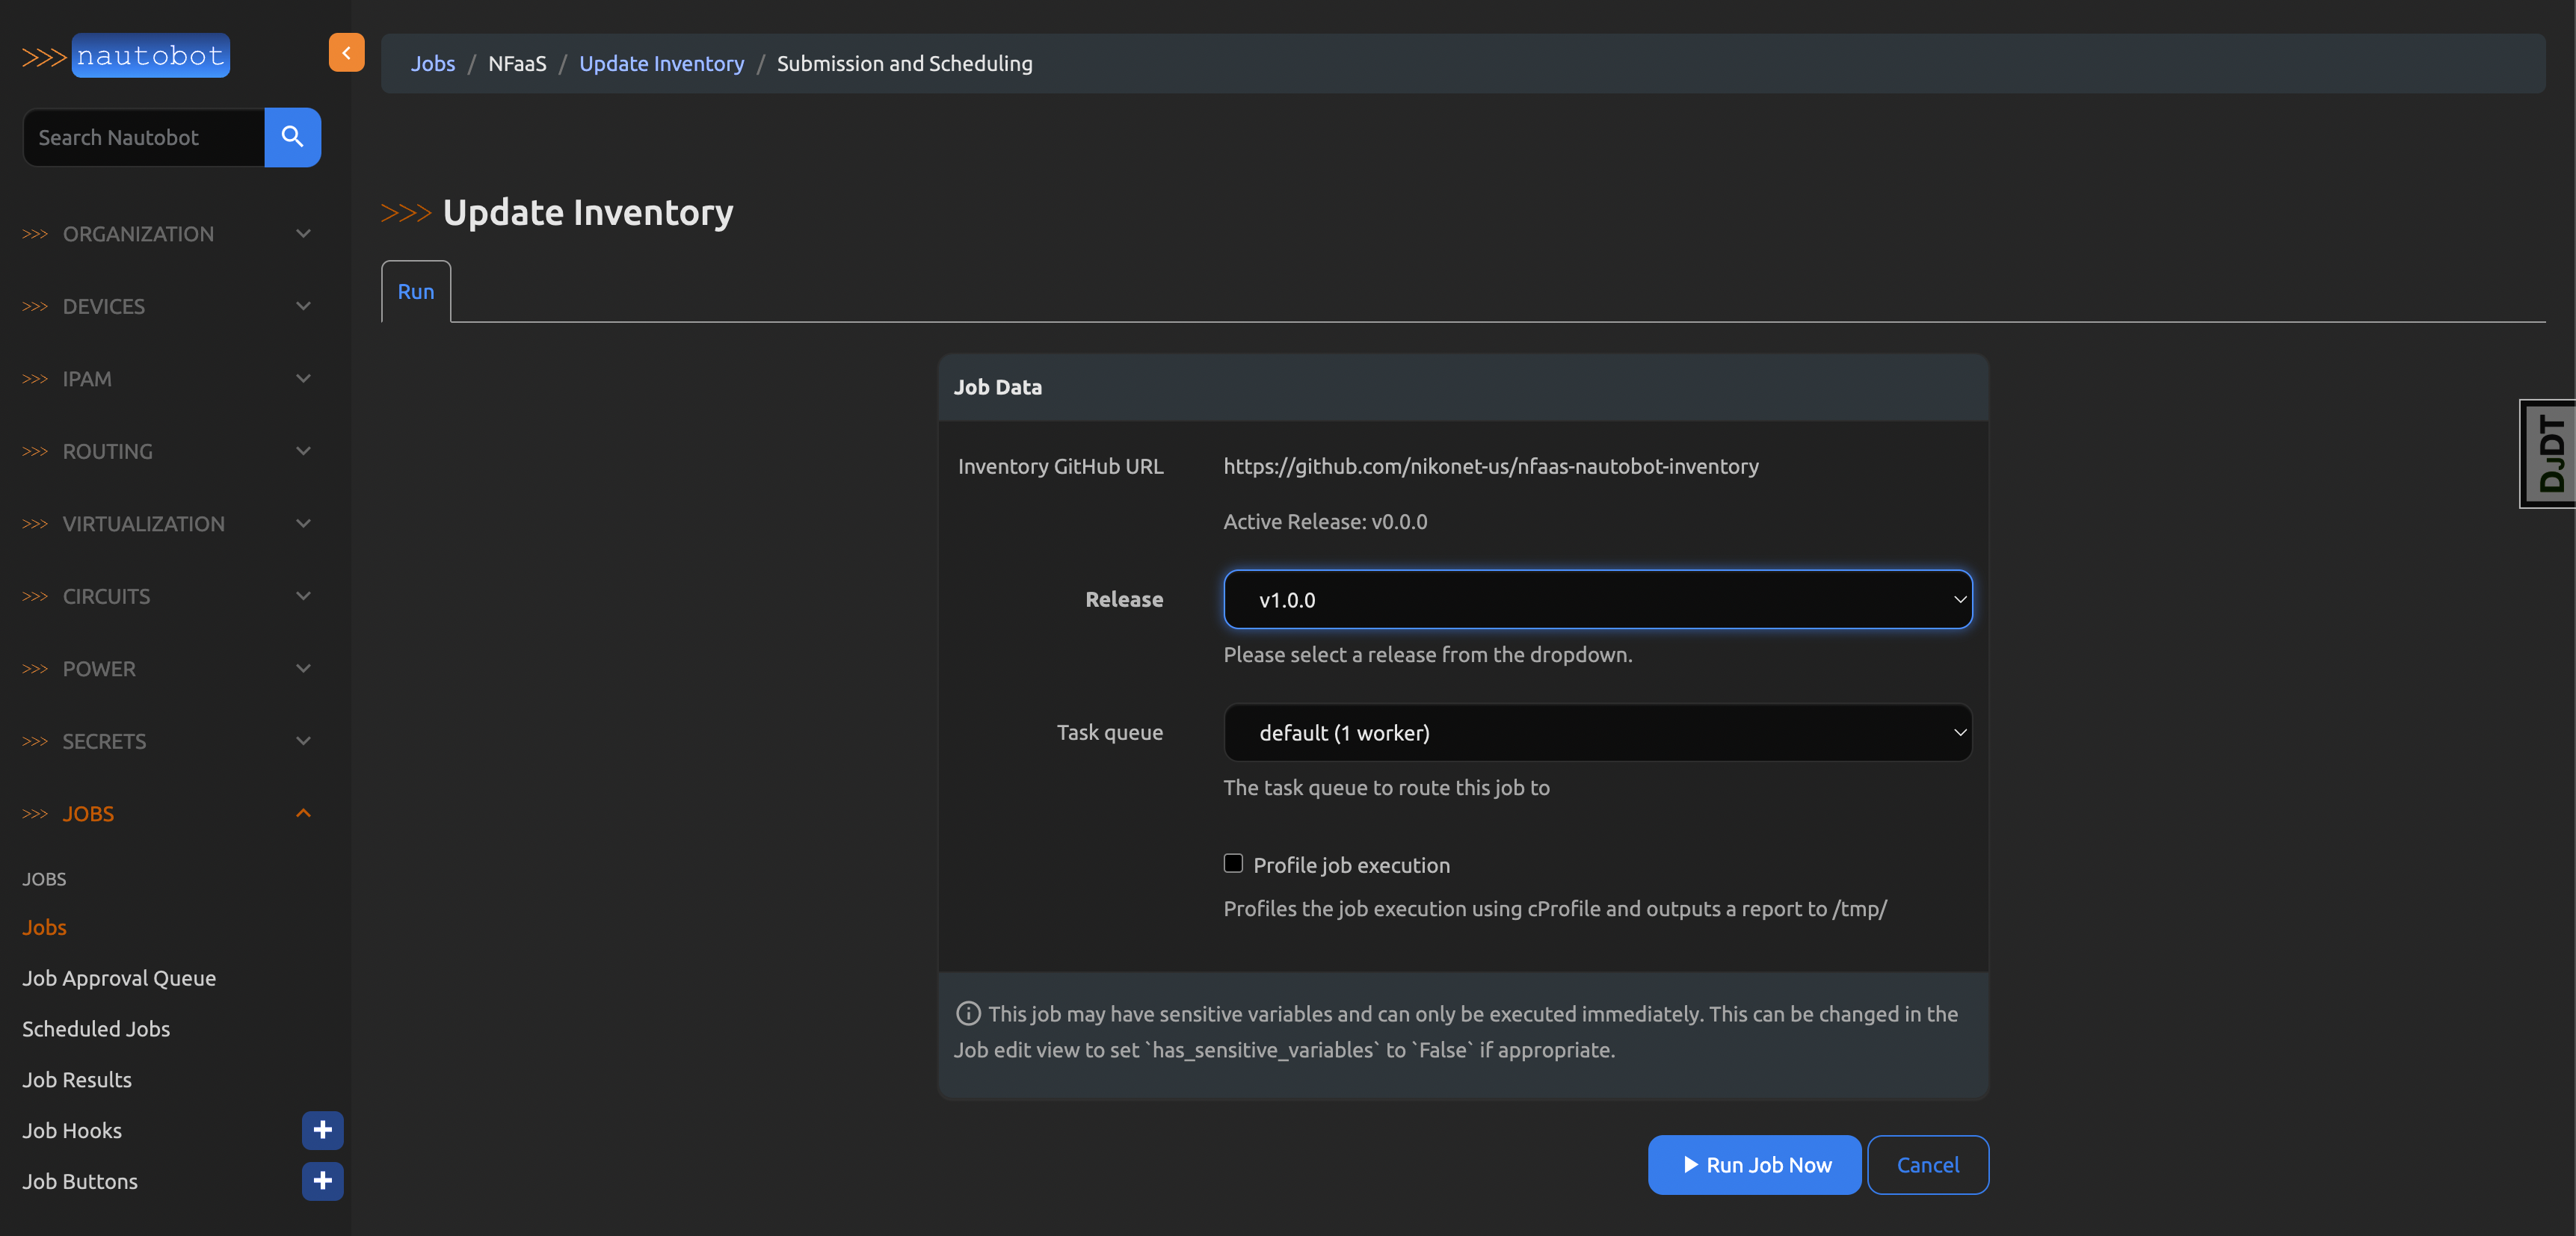 >>> nautobot
Jobs / NFaaS / Update Inventory / Submission and Scheduling
Search Nautobot
>>> ORGANIZATION
>>> DEVICES
>>> IPAM
>>> ROUTING
>>> VIRTUALIZATION
>>> CIRCUITS
>>> POWER
>>> SECRETS
>>> JOBS
JOBS
Jobs
Job Approval Queue
Scheduled Jobs
Job Results
Job Hooks
Job Buttons
>>> Update Inventory
Run
Job Data
Inventory GitHub URL https://github.com/nikonet-us/nfaas-nautobot-inventory
Active Release: v0.0.0
Release v1.0.0
Please select a release from the dropdown.
Task queue default (1 worker)
The task queue to route this job to
Profile job execution
Profiles the job execution using cProfile and outputs a report to /tmp/
This job may have sensitive variables and can only be executed immediately. This can be changed in the
Job edit view to set `has_sensitive_variables` to `False` if appropriate.
Run Job Now Cancel
DJDT